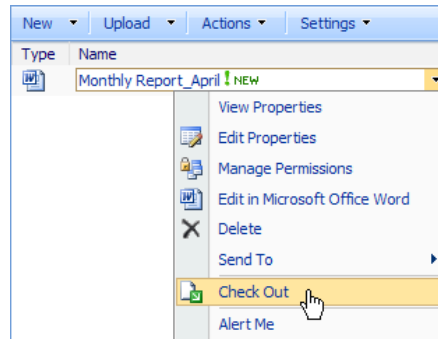 New Upload Actions Settings
Type Name
Monthly Report_April ! NEW
View Properties
Edit Properties
Manage Permissions
Edit in Microsoft Office Word
Delete
Send To
Check Out
Alert Me